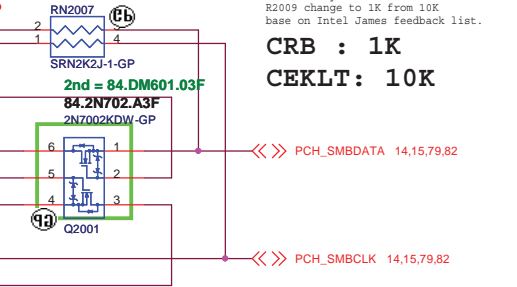 RN2007
R2009 change to 1K from 10K
base on Intel James feedback list.
2 3
1 4
SRN2K2J-1-GP
CRB : 1K
CEKLT: 10K
2nd = 84.DM601.03F
84.2N702.A3F
2N7002KDW-GP
6 1
PCH_SMBDATA 14,15,79,82
5 2
4 3
Q2001
PCH_SMBCLK 14,15,79,82